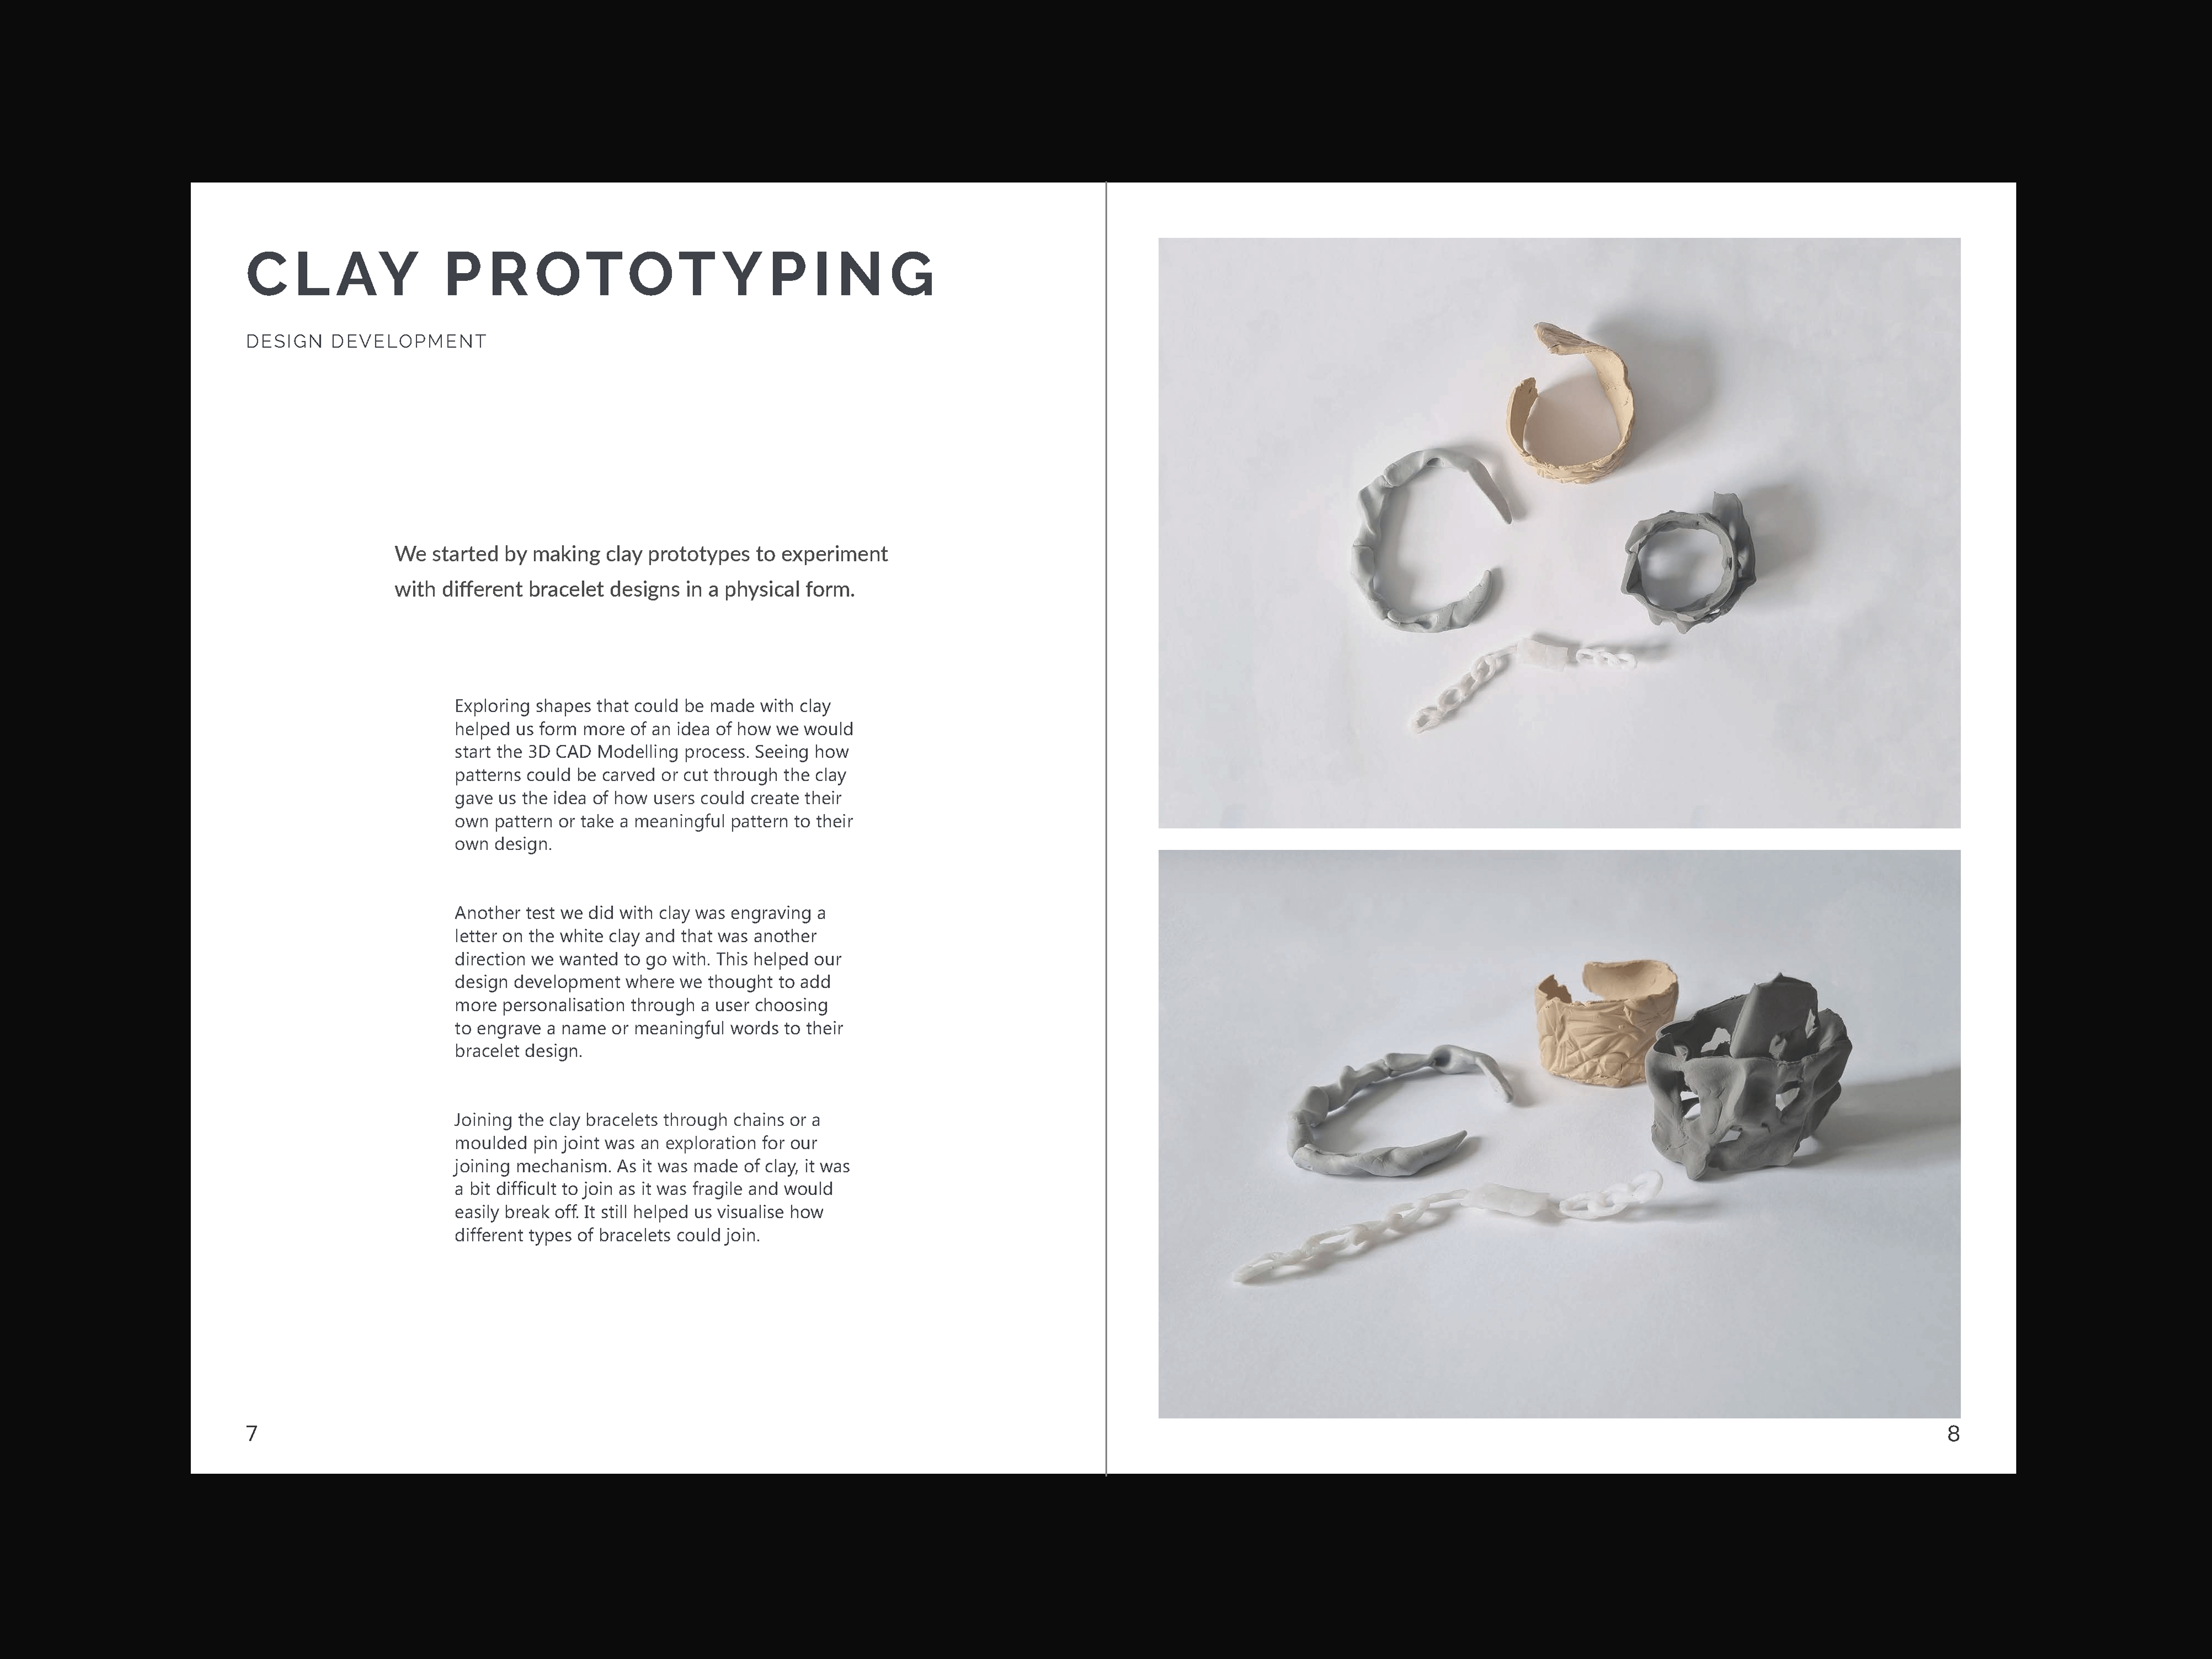 CLAY PROTOTYPING
DESIGN DEVELOPMENT
We started by making clay prototypes to experiment
with different bracelet designs in a physical form.
Exploring shapes that could be made with clay
helped us form more of an idea of how we would
start the 3D CAD Modelling process. Seeing how
patterns could be carved or cut through the clay
gave us the idea of how users could create their
own pattern or take a meaningful pattern to their
own design.
Another test we did with clay was engraving a
letter on the white clay and that was another
direction we wanted to go with. This helped our
design development where we thought to add
more personalisation through a user choosing
to engrave a name or meaningful words to their
bracelet design.
Joining the clay bracelets through chains or a
moulded pin joint was an exploration for our
joining mechanism. As it was made of clay, it was
a bit difficult to join as it was fragile and would
easily break off. It still helped us visualise how
different types of bracelets could join.
7
8